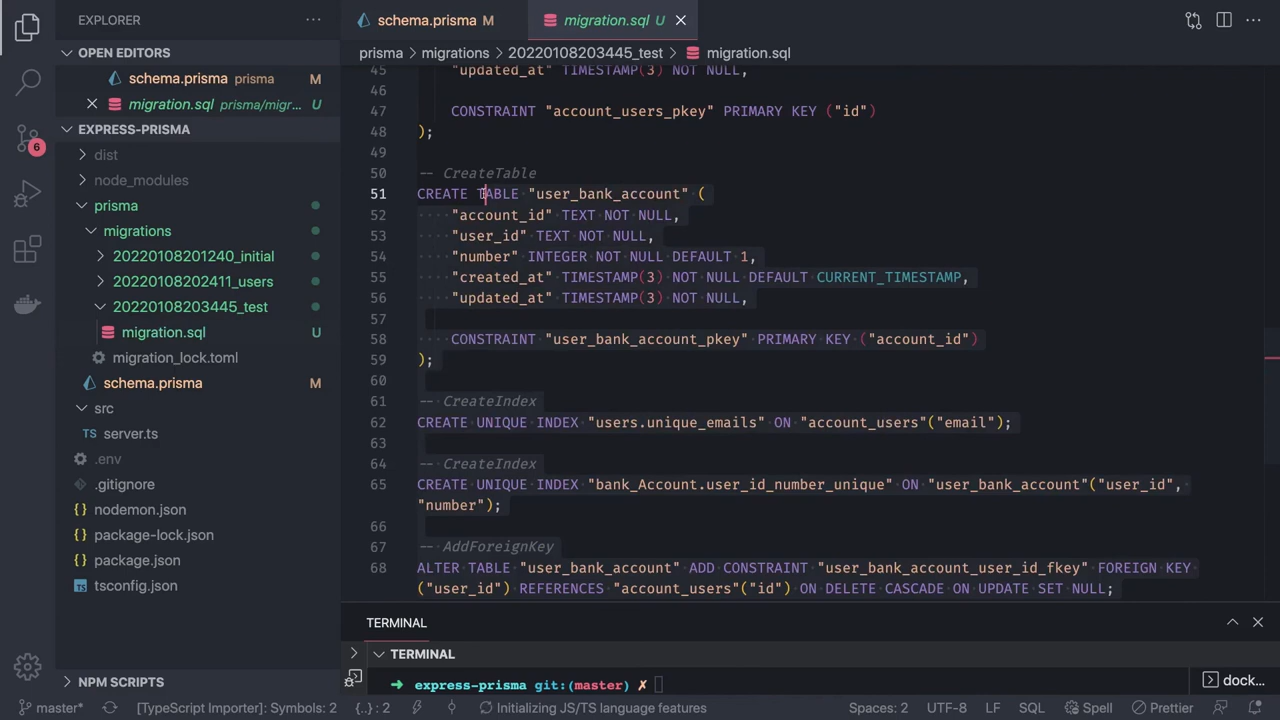 EXPLORER
schema.prisma M
migration.sql U
OPEN EDITORS
schema.prisma prisma M
migration.sql prisma/migr... U
EXPRESS-PRISMA
dist
node_modules
prisma
migrations
20220108201240_initial
20220108202411_users
20220108203445_test
migration.sql U
migration_lock.toml
schema.prisma M
src
server.ts
.env
.gitignore
nodemon.json
package-lock.json
package.json
tsconfig.json
NPM SCRIPTS
6
prisma > migrations > 20220108203445_test > migration.sql
45 "updated_at" TIMESTAMP(3) NOT NULL,
46
47 CONSTRAINT "account_users_pkey" PRIMARY KEY ("id")
48 );
49
50 -- CreateTable
51 CREATE TABLE "user_bank_account" (
52 "account_id" TEXT NOT NULL,
53 "user_id" TEXT NOT NULL,
54 "number" INTEGER NOT NULL DEFAULT 1,
55 "created_at" TIMESTAMP(3) NOT NULL DEFAULT CURRENT_TIMESTAMP,
56 "updated_at" TIMESTAMP(3) NOT NULL,
57
58 CONSTRAINT "user_bank_account_pkey" PRIMARY KEY ("account_id")
59 );
60
61 -- CreateIndex
62 CREATE UNIQUE INDEX "users.unique_emails" ON "account_users"("email");
63
64 -- CreateIndex
65 CREATE UNIQUE INDEX "bank_Account.user_id_number_unique" ON "user_bank_account"("user_id",
"number");
66
67 -- AddForeignKey
68 ALTER TABLE "user_bank_account" ADD CONSTRAINT "user_bank_account_user_id_fkey" FOREIGN KEY
("user_id") REFERENCES "account_users"("id") ON DELETE CASCADE ON UPDATE SET NULL;
TERMINAL
TERMINAL
express-prisma git:(master) ✗
dock...
master* [TypeScript Importer]: Symbols: 2 {..} : 2 Initializing JS/TS language features Spaces: 2 UTF-8 LF SQL Spell Prettier